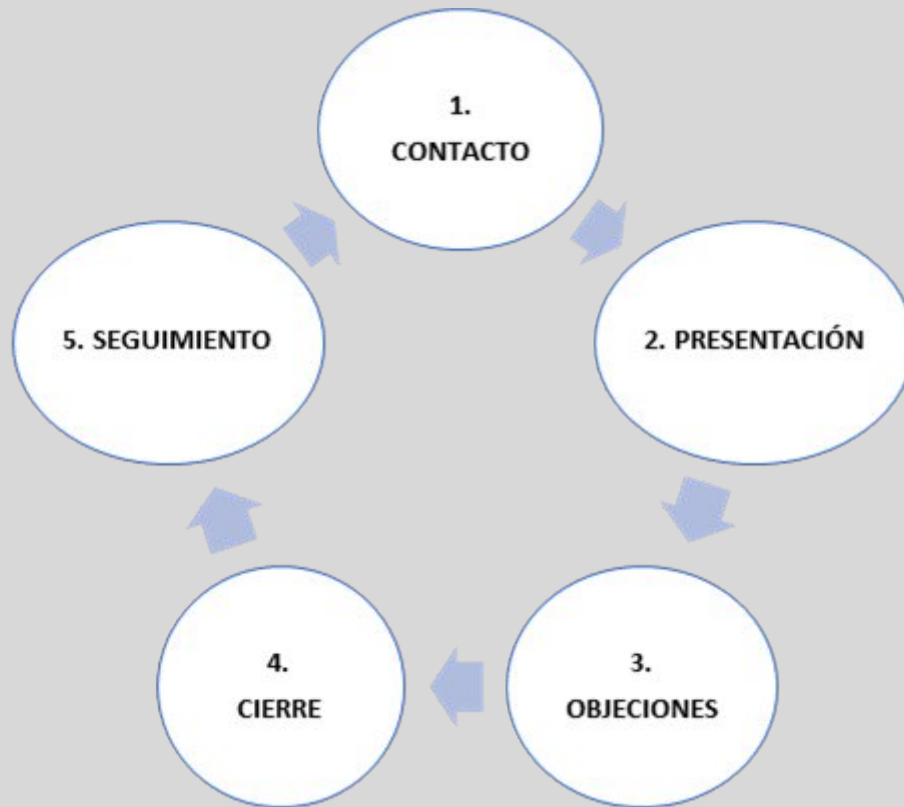 1.
CONTACTO
2. PRESENTACIÓN
3.
OBJECIONES
4.
CIERRE
5. SEGUIMIENTO